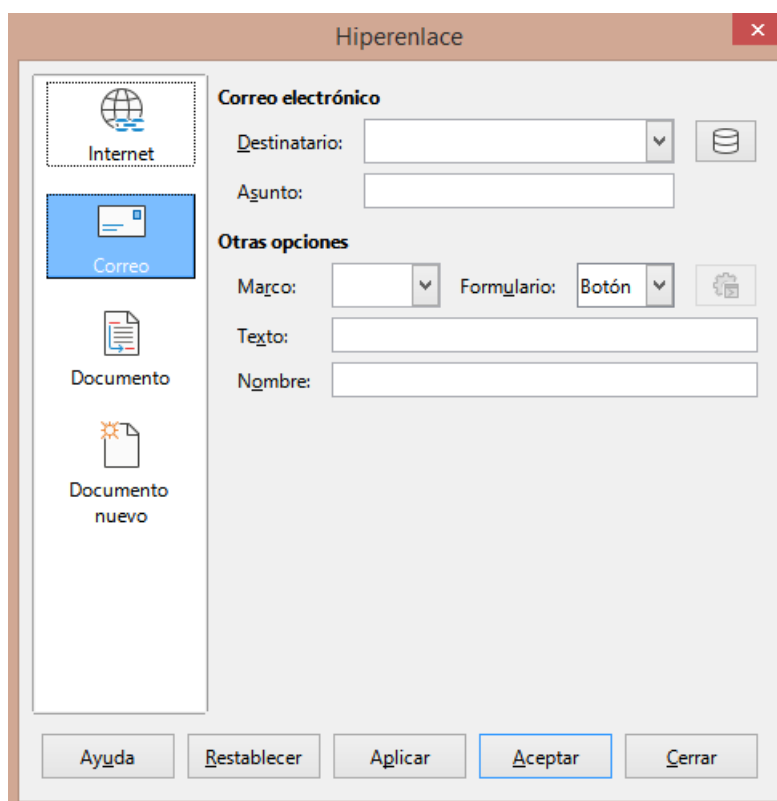 Hiperenlace
Internet
Correo
Documento
Documento
nuevo
Correo electrónico
Destinatario:
Asunto:
Otras opciones
Marco:
Formulario: Botón
Texto:
Nombre:
Ayuda Restablecer Aplicar Aceptar Cerrar